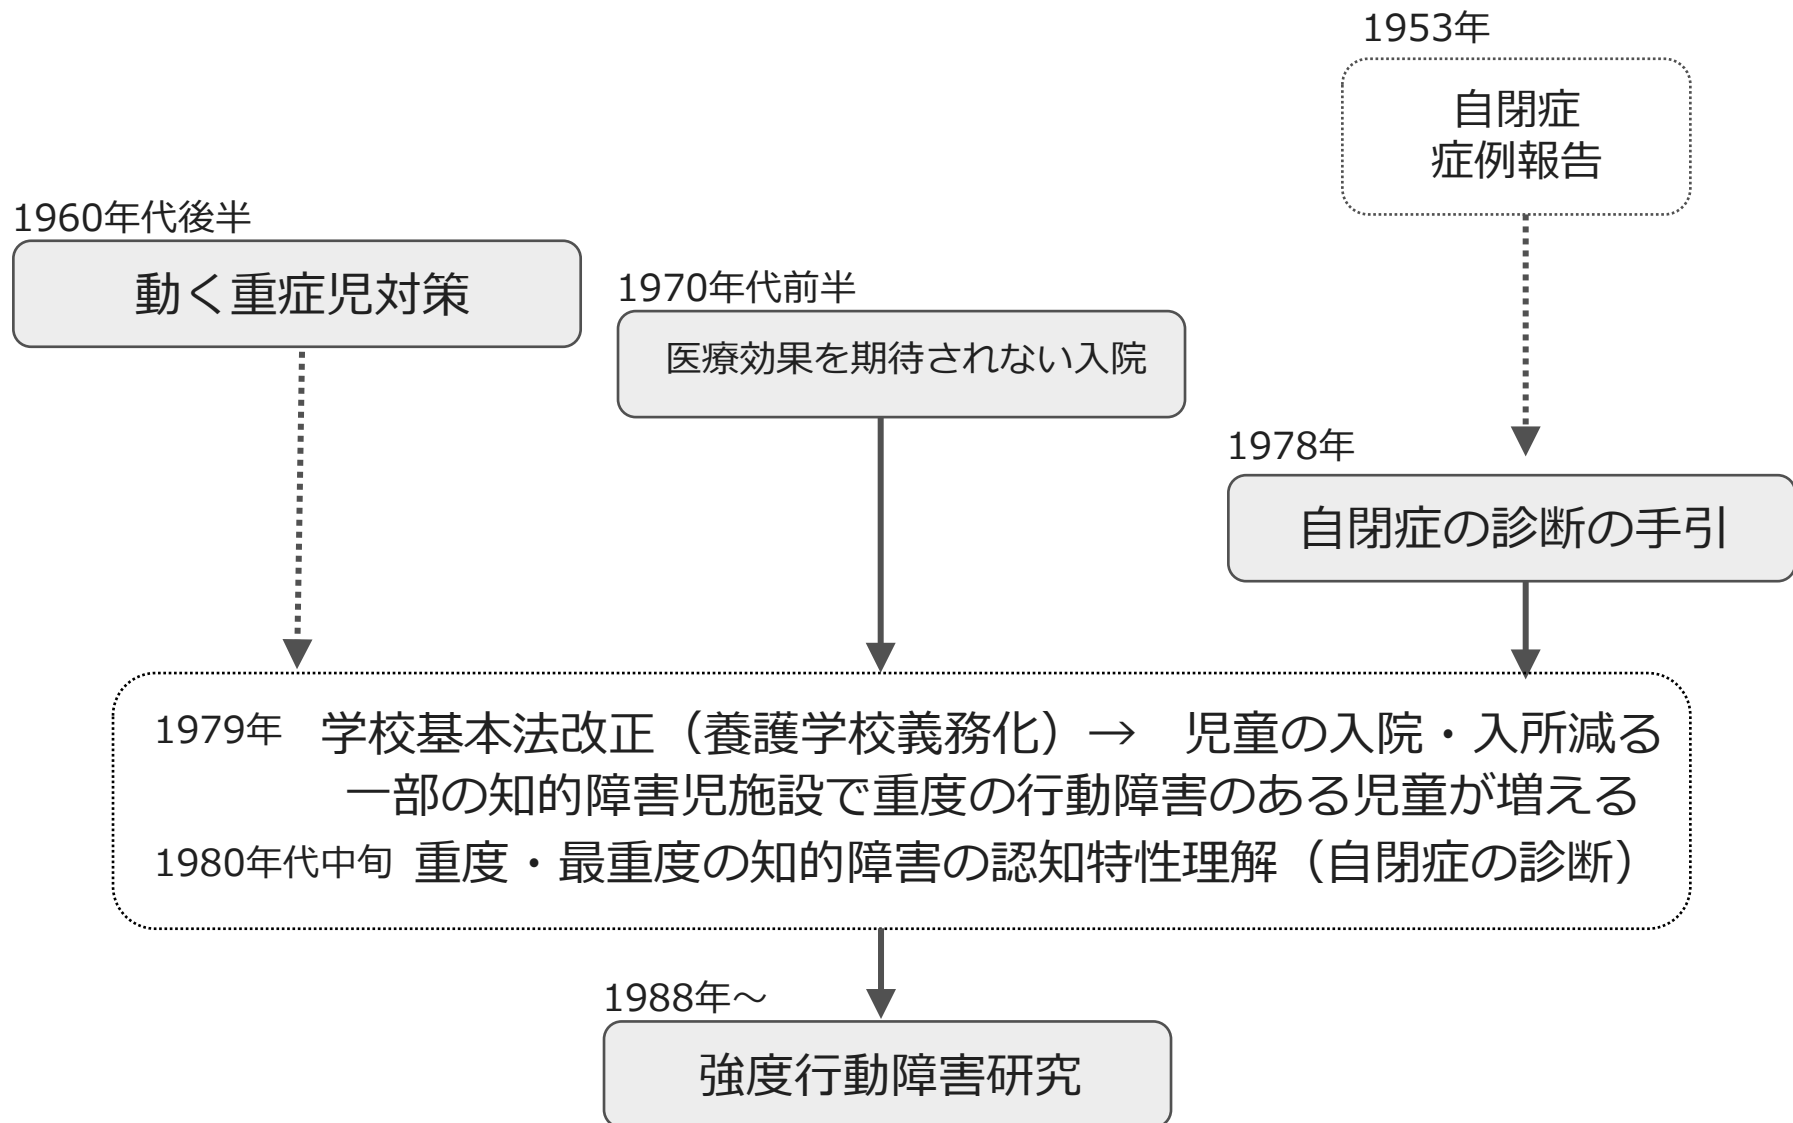 1953年
自閉症
症例報告
1960年代後半
動く重症児対策
1970年代前半
医療効果を期待されない入院
1978年
自閉症の診断の手引
1979年 学校基本法改正（養護学校義務化）→ 児童の入院・入所減る
一部の知的障害児施設で重度の行動障害のある児童が増える
1980年代中旬 重度・最重度の知的障害の認知特性理解（自閉症の診断）
1988年～
強度行動障害研究